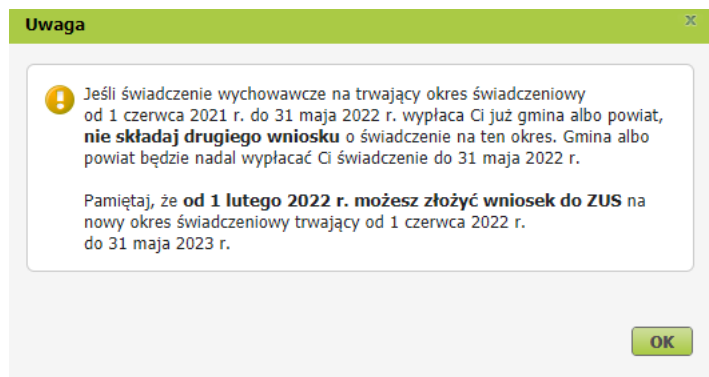 Uwaga
x
Jeśli świadczenie wychowawcze na trwający okres świadczeniowy
od 1 czerwca 2021 r. do 31 maja 2022 r. wypłaca Ci już gmina albo powiat,
nie składaj drugiego wniosku o świadczenie na ten okres. Gmina albo
powiat będzie nadal wypłacać Ci świadczenie do 31 maja 2022 r.
Pamiętaj, że od 1 lutego 2022 r. możesz złożyć wniosek do ZUS na
nowy okres świadczeniowy trwający od 1 czerwca 2022 r.
do 31 maja 2023 r.
OK